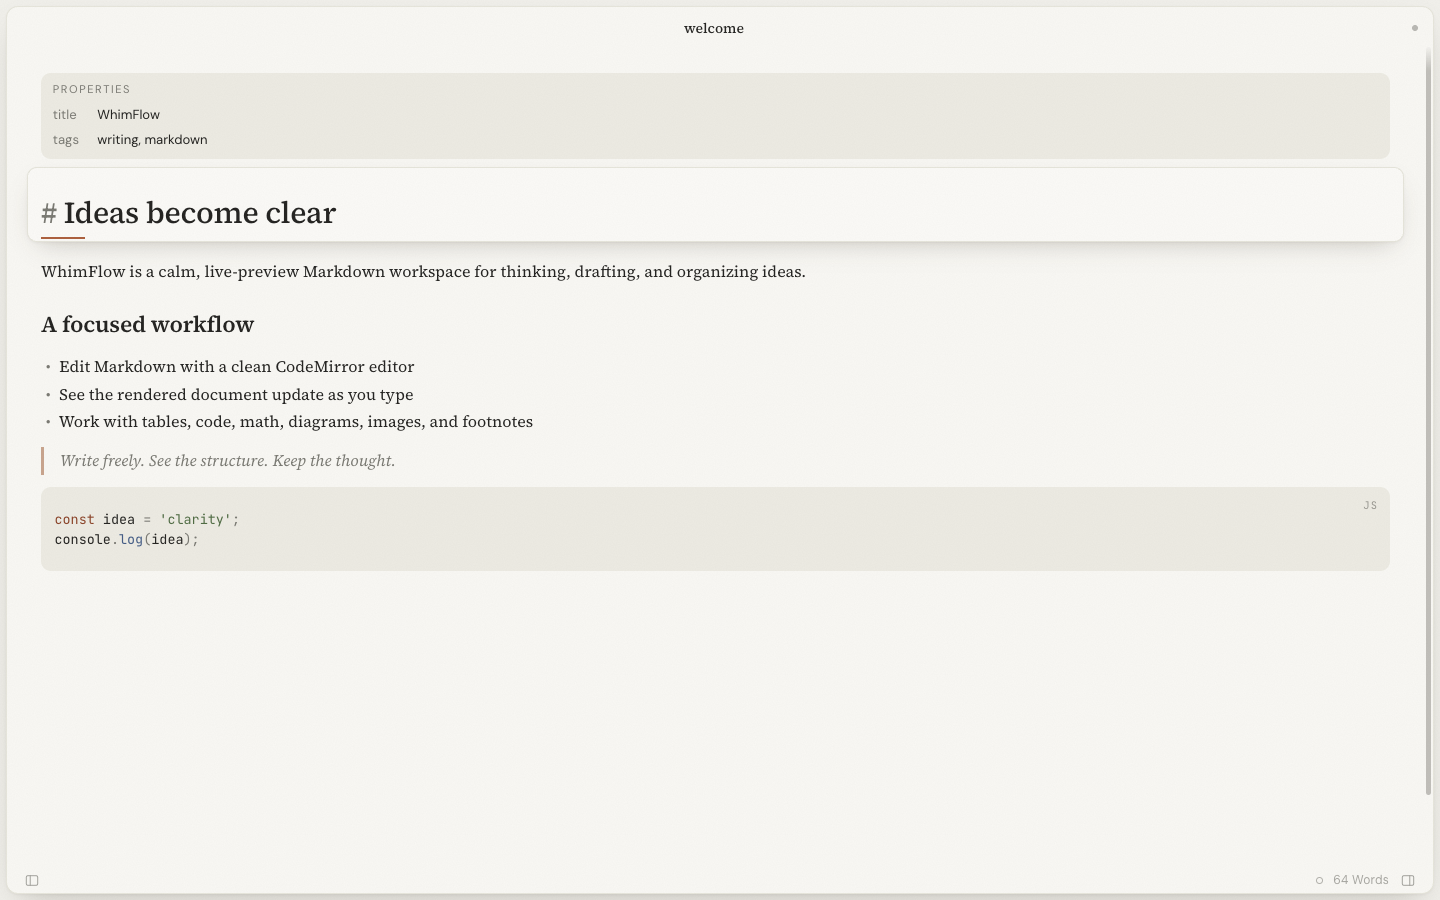 welcome
PROPERTIES
title WhimFlow
tags writing, markdown
# Ideas become clear
WhimFlow is a calm, live-preview Markdown workspace for thinking, drafting, and organizing ideas.
A focused workflow
• Edit Markdown with a clean CodeMirror editor
• See the rendered document update as you type
• Work with tables, code, math, diagrams, images, and footnotes
Write freely. See the structure. Keep the thought.
JS
const idea = 'clarity';
console.log(idea);
64 Words